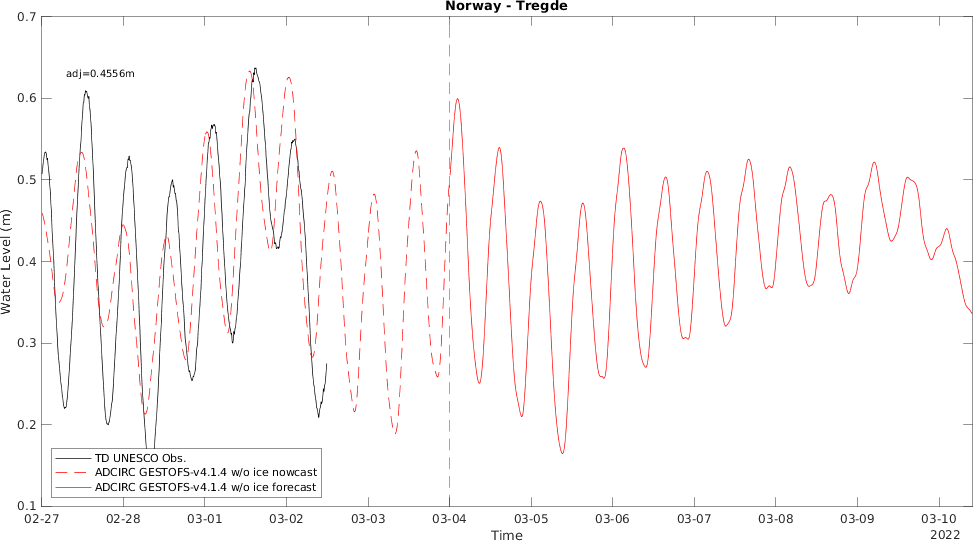 Norway - Tregde
0.7
adj=0.4556m
0.6
0.5
0.4
0.3
0.2
0.1
Water Level (m)
TD UNESCO Obs.
ADCIRC GESTOFS-v4.1.4 w/o ice nowcast
ADCIRC GESTOFS-v4.1.4 w/o ice forecast
02-27 02-28 03-01 03-02 03-03 03-04 03-05 03-06 03-07 03-08 03-09 03-10
2022
Time